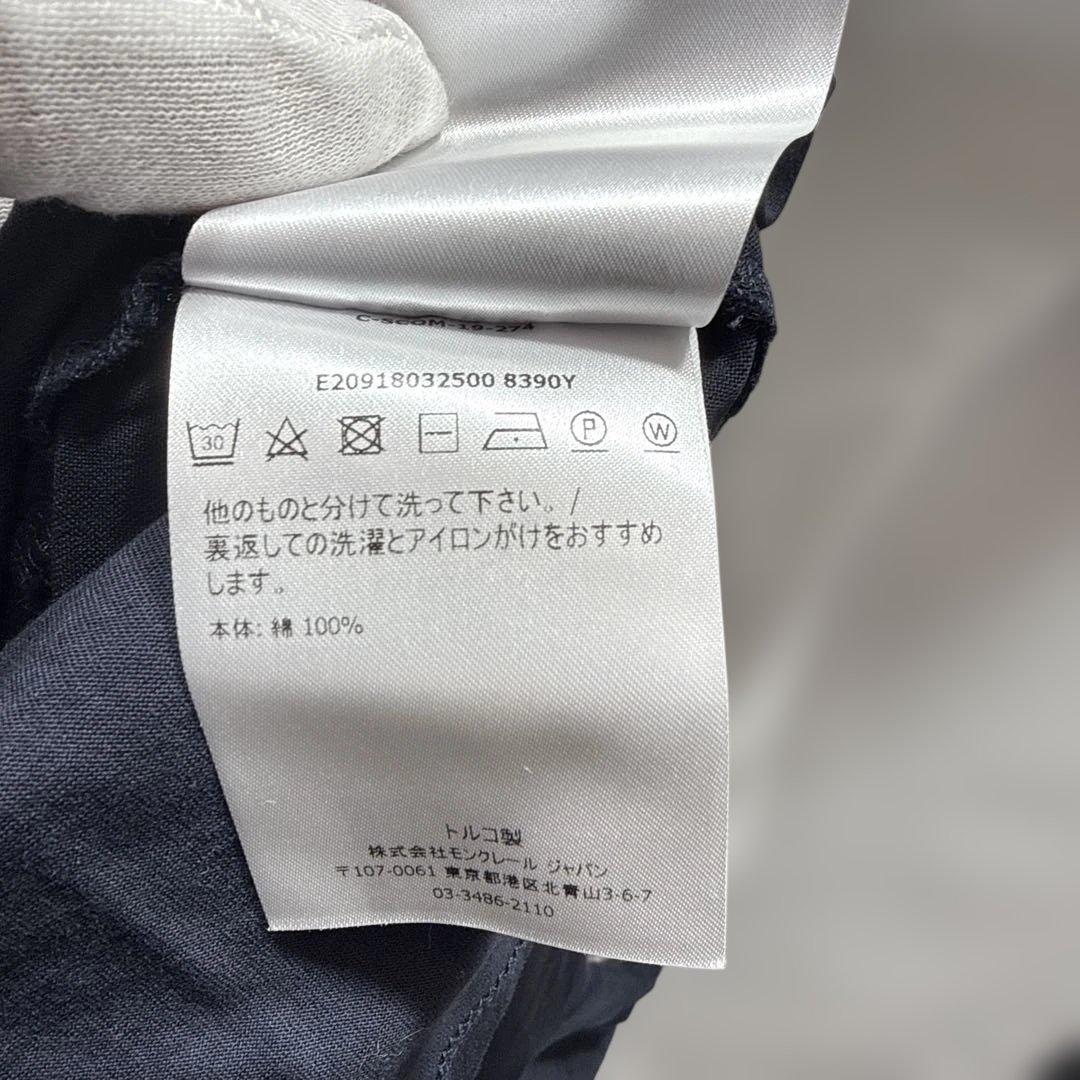 C-SCOM-19-274
E20918032500 8390Y
30 P W
他のものと分けて洗って下さい。/
裏返しての洗濯とアイロンがけをおすすめ
します。
本体: 綿 100%
トルコ製
株式会社モンクレール ジャパン
〒107-0061 東京都港区北青山3-6-7
03-3486-2110